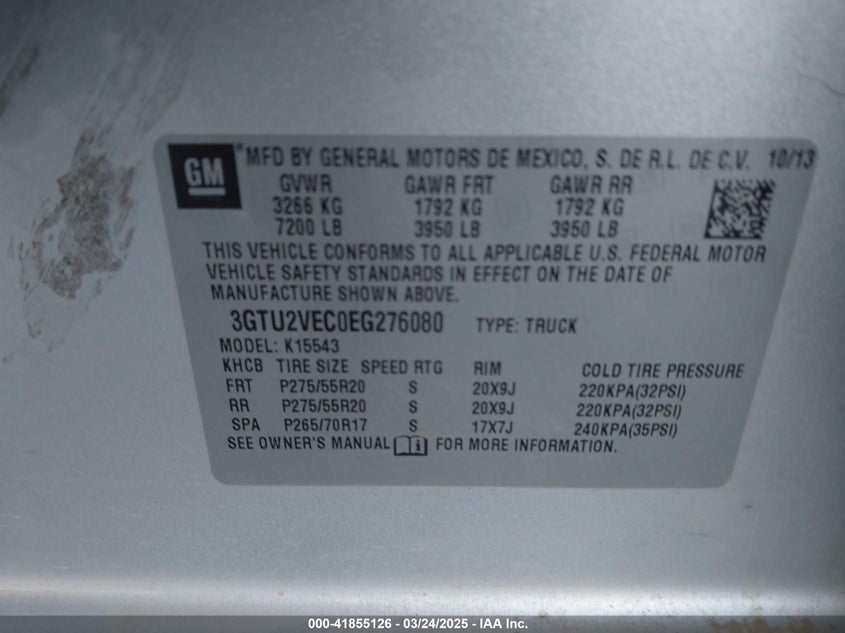 GM
MFD BY GENERAL MOTORS DE MEXICO, S. DE R.L. DE C.V. 10/13
GVWR GAWR FRT GAWR RR
3266 KG 1792 KG 1792 KG
7200 LB 3950 LB 3950 LB
THIS VEHICLE CONFORMS TO ALL APPLICABLE U.S. FEDERAL MOTOR
VEHICLE SAFETY STANDARDS IN EFFECT ON THE DATE OF
MANUFACTURE SHOWN ABOVE.
3GTU2VEC0EG276080 TYPE: TRUCK
MODEL: K15543
KHCB TIRE SIZE SPEED RTG RIM COLD TIRE PRESSURE
FRT P275/55R20 S 20X9J 220KPA(32PSI)
RR P275/55R20 S 20X9J 220KPA(32PSI)
SPA P265/70R17 S 17X7J 240KPA(35PSI)
SEE OWNER'S MANUAL FOR MORE INFORMATION.
000-41855126 - 03/24/2025 - IAA Inc.